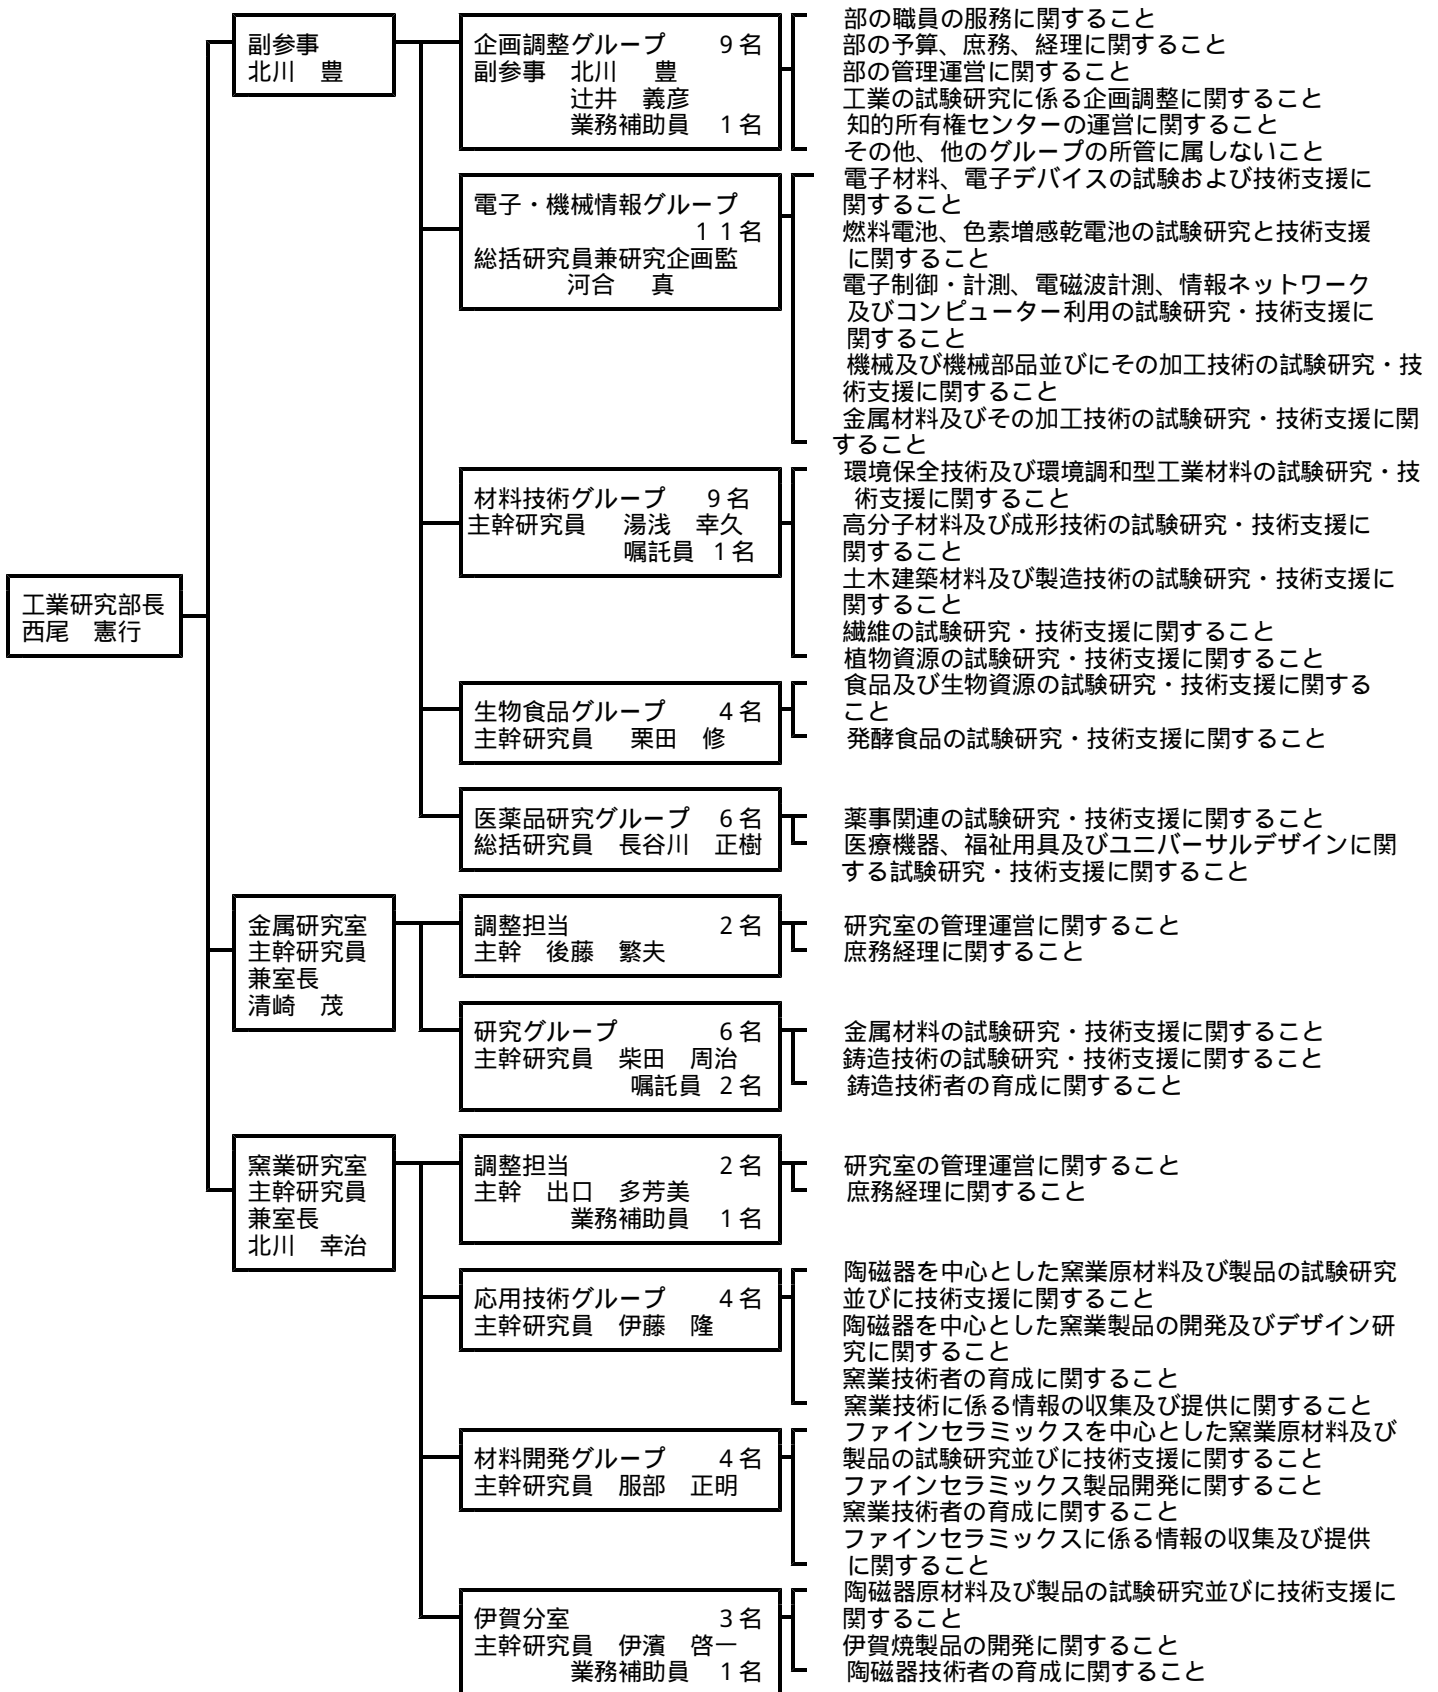 工業研究部長
西尾　憲行
副参事
北川　豊
企画調整グループ　　9名
副参事　北川　豊
辻井　義彦
業務補助員　1名
部の職員の服務に関すること
部の予算、庶務、経理に関すること
部の管理運営に関すること
工業の試験研究に係る企画調整に関すること
知的所有権センターの運営に関すること
その他、他のグループの所管に属しないこと
電子・機械情報グループ
11名
総括研究員兼研究企画監
河合　真
電子材料、電子デバイスの試験および技術支援に
関すること
燃料電池、色素増感乾電池の試験研究と技術支援
に関すること
電子制御・計測、電磁波計測、情報ネットワーク
及びコンピューター利用の試験研究・技術支援に
関すること
機械及び機械部品並びにその加工技術の試験研究・技
術支援に関すること
金属材料及びその加工技術の試験研究・技術支援に関
すること
材料技術グループ　9名
主幹研究員　湯浅　幸久
嘱託員　1名
環境保全技術及び環境調和型工業材料の試験研究・技
術支援に関すること
高分子材料及び成形技術の試験研究・技術支援に
関すること
土木建築材料及び製造技術の試験研究・技術支援に
関すること
繊維の試験研究・技術支援に関すること
植物資源の試験研究・技術支援に関すること
生物食品グループ　4名
主幹研究員　栗田　修
食品及び生物資源の試験研究・技術支援に関する
こと
発酵食品の試験研究・技術支援に関すること
医薬品研究グループ　6名
総括研究員　長谷川　正樹
薬事関連の試験研究・技術支援に関すること
医療機器、福祉用具及びユニバーサルデザインに関
する試験研究・技術支援に関すること
金属研究室
主幹研究員
兼室長
清崎　茂
調整担当　2名
主幹　後藤　繁夫
研究室の管理運営に関すること
庶務経理に関すること
研究グループ　6名
主幹研究員　柴田　周治
嘱託員　2名
金属材料の試験研究・技術支援に関すること
鋳造技術の試験研究・技術支援に関すること
鋳造技術者の育成に関すること
窯業研究室
主幹研究員
兼室長
北川　幸治
調整担当　2名
主幹　出口　多芳美
業務補助員　1名
研究室の管理運営に関すること
庶務経理に関すること
応用技術グループ　4名
主幹研究員　伊藤　隆
陶磁器を中心とした窯業原材料及び製品の試験研究
並びに技術支援に関すること
陶磁器を中心とした窯業製品の開発及びデザイン研
究に関すること
窯業技術者の育成に関すること
窯業技術に係る情報の収集及び提供に関すること
材料開発グループ　4名
主幹研究員　服部　正明
ファインセラミックスを中心とした窯業原材料及び
製品の試験研究並びに技術支援に関すること
ファインセラミックス製品開発に関すること
窯業技術者の育成に関すること
ファインセラミックスに係る情報の収集及び提供
に関すること
伊賀分室　3名
主幹研究員　伊濱　啓一
業務補助員　1名
陶磁器原材料及び製品の試験研究並びに技術支援に
関すること
伊賀焼製品の開発に関すること
陶磁器技術者の育成に関すること